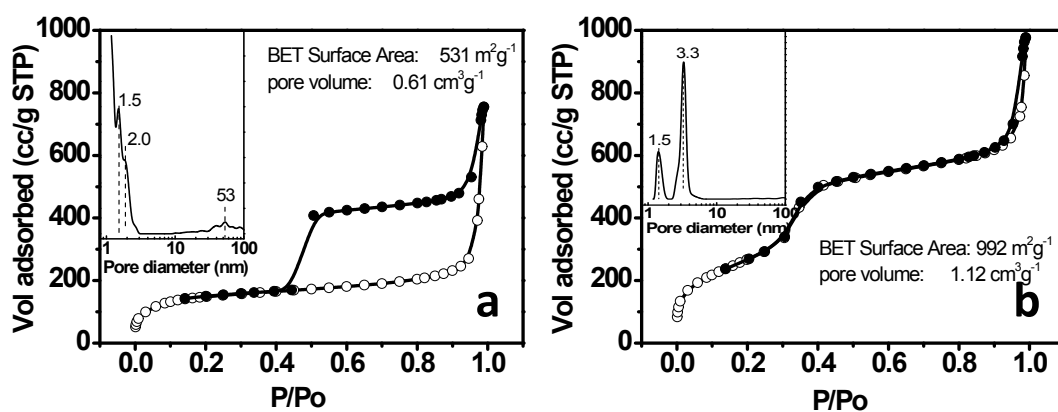 1000
800
600
400
200
0
Vol adsorbed (cc/g STP)
0.0 0.2 0.4 0.6 0.8 1.0
P/Po
BET Surface Area: 531 m²g⁻¹
pore volume: 0.61 cm³g⁻¹
1.5
2.0
53
1 10 100
Pore diameter (nm)
a
1000
800
600
400
200
0
Vol adsorbed (cc/g STP)
0.0 0.2 0.4 0.6 0.8 1.0
P/Po
3.3
1.5
1 10 100
Pore diameter (nm)
BET Surface Area: 992 m²g⁻¹
pore volume: 1.12 cm³g⁻¹
b